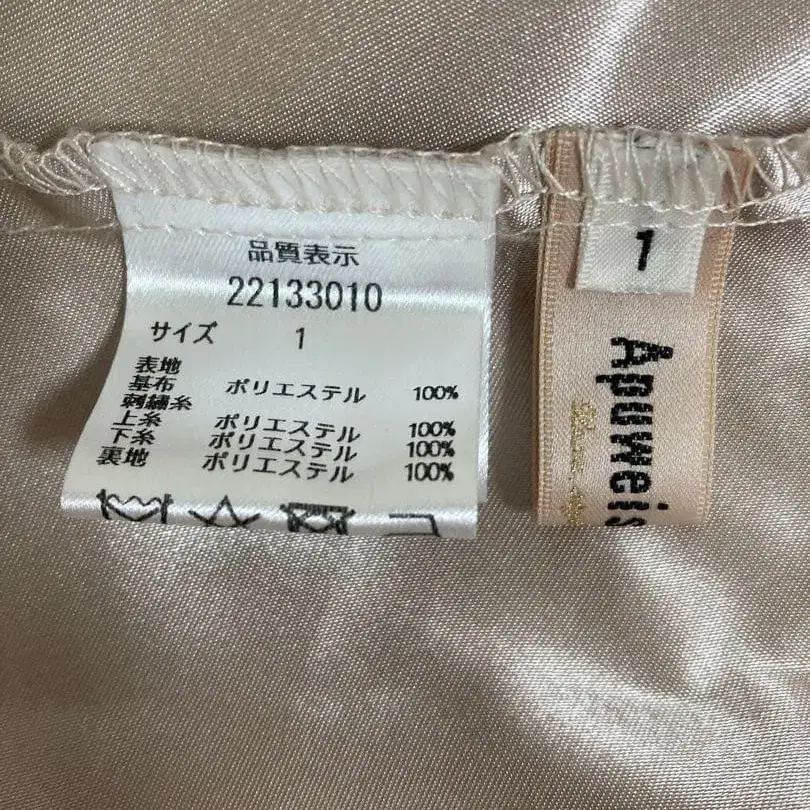 品質表示
22133010
サイズ 1
表地
基布 ポリエステル 100%
刺繍糸
上糸 ポリエステル 100%
下糸 ポリエステル 100%
裏地 ポリエステル 100%
1
Apuweis